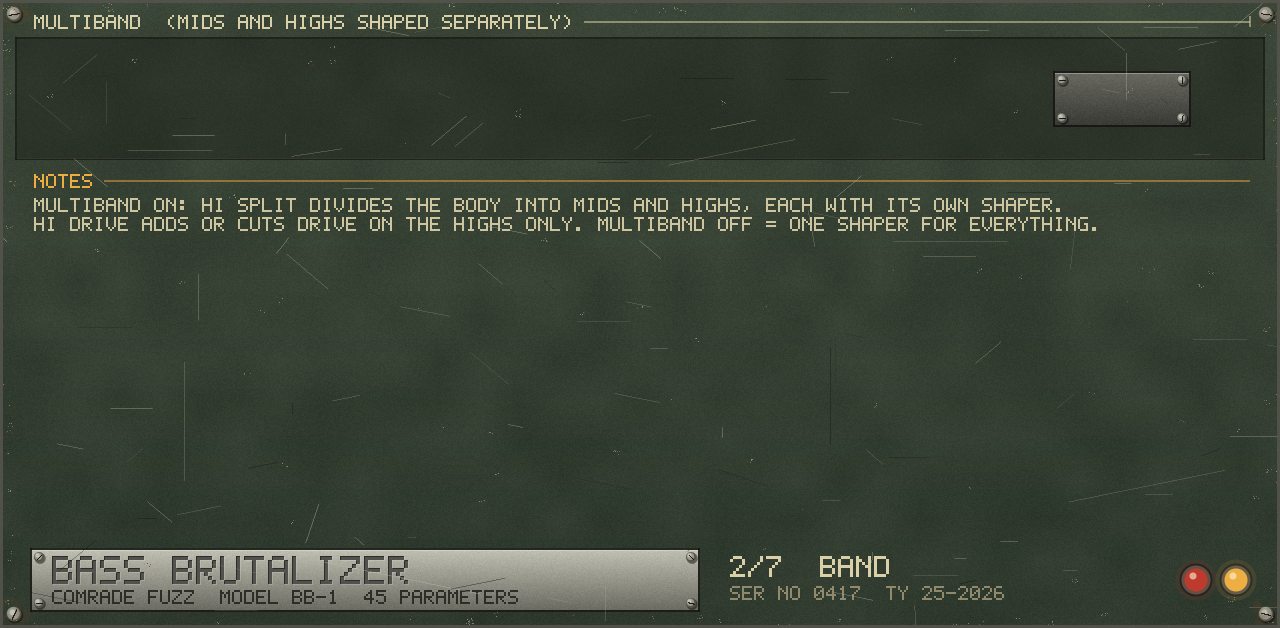 MULTIBAND (MIDS AND HIGHS SHAPED SEPARATELY)
NOTES
MULTIBAND ON: HI SPLIT DIVIDES THE BODY INTO MIDS AND HIGHS, EACH WITH ITS OWN SHAPER.
HI DRIVE ADDS OR CUTS DRIVE ON THE HIGHS ONLY. MULTIBAND OFF = ONE SHAPER FOR EVERYTHING.
BASS BRUTALIZER
COMRADE FUZZ MODEL BB-1 45 PARAMETERS
2/7 BAND
SER NO 0417 TY 25-2026